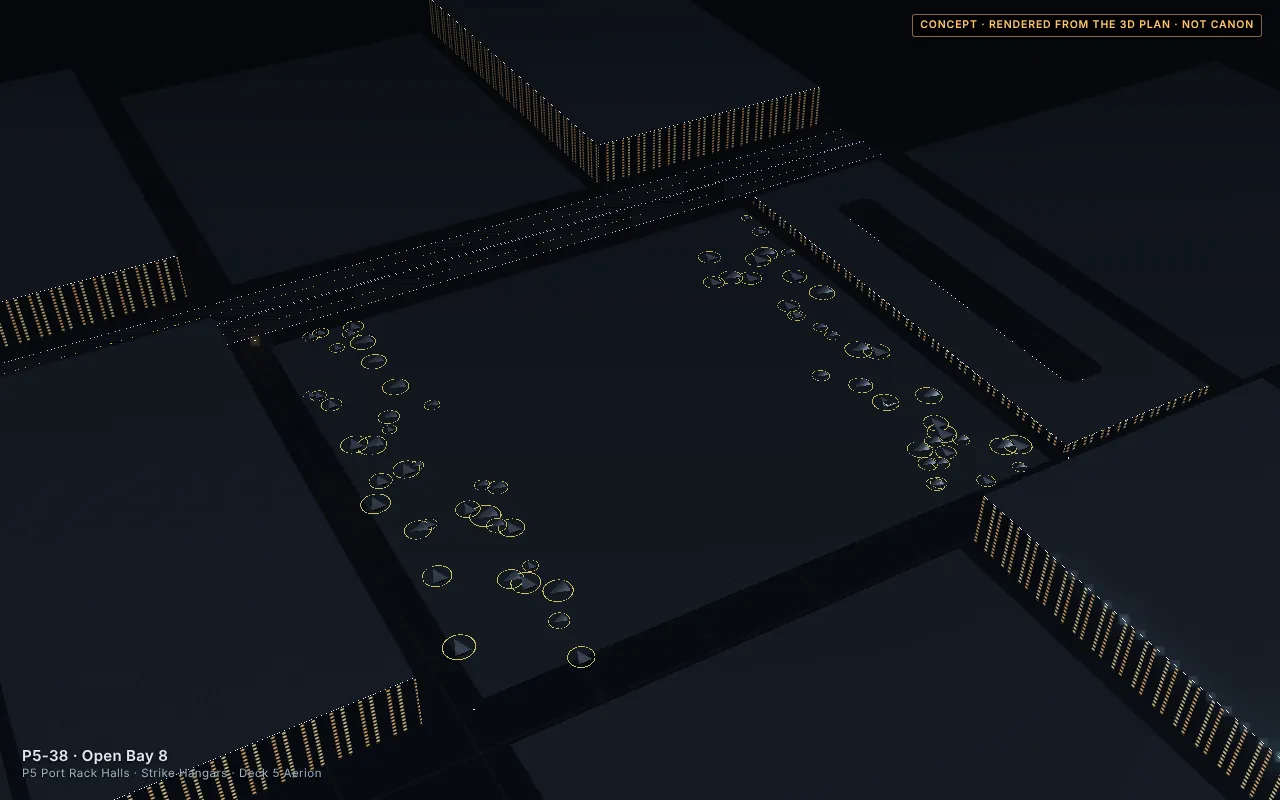 CONCEPT · RENDERED FROM THE 3D PLAN · NOT CANON
P5-38 · Open Bay 8
P5 Port Rack Halls · Strike Hangars · Deck 5 Aerion